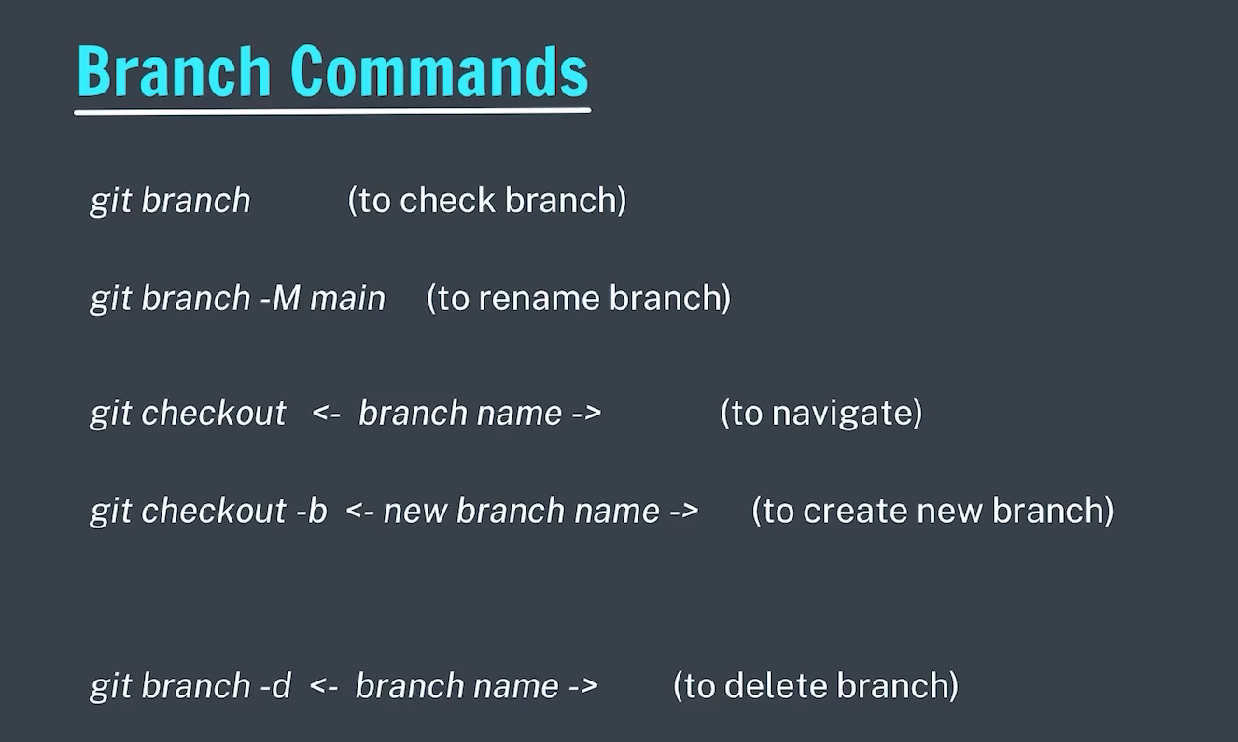 Branch Commands
git branch (to check branch)
git branch -M main (to rename branch)
git checkout <- branch name -> (to navigate)
git checkout -b <- new branch name -> (to create new branch)
git branch -d <- branch name -> (to delete branch)